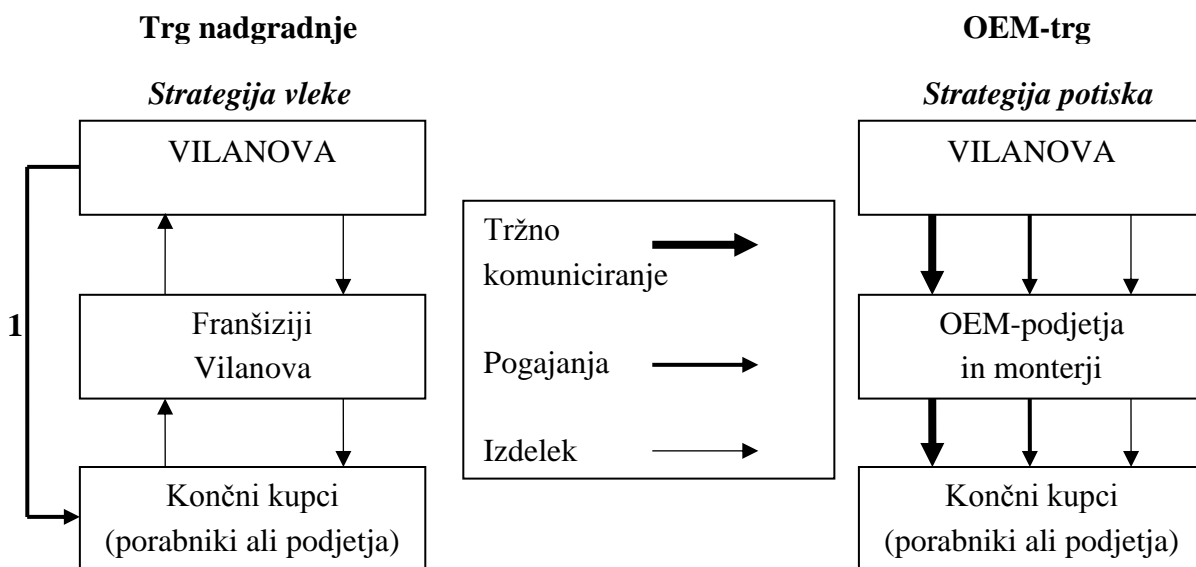 Trg nadgradnje
Strategija vleke
VILANOVA
1
Franšiziji
Vilanova
Končni kupci
(porabniki ali podjetja)
Tržno
komuniciranje
Pogajanja
Izdelek
OEM-trg
Strategija potiska
VILANOVA
OEM-podjetja
in monterji
Končni kupci
(porabniki ali podjetja)